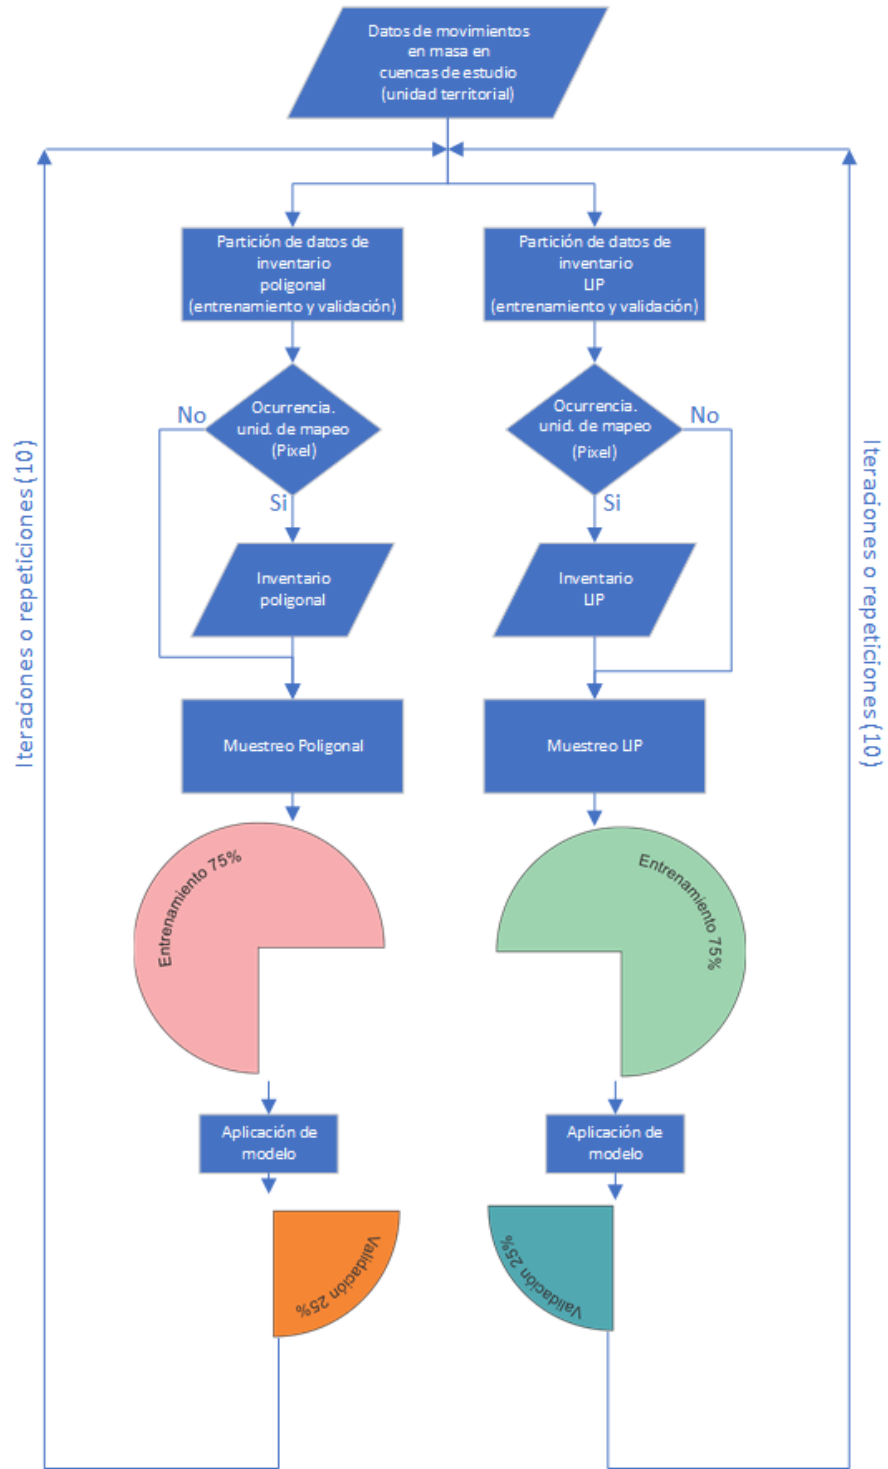 Datos de movimientos
en masa en
cuencas de estudio
(unidad territorial)
Partición de datos de
inventario
poligonal
(entrenamiento y validación)
Partición de datos de
inventario
LIP
(entrenamiento y validación)
No
Ocurrencia.
unid. de mapeo
(Pixel)
Si
Ocurrencia.
unid. de mapeo
(Pixel)
No
Si
Iteraciones o repeticiones (10)
Iteraciones o repeticiones (10)
Inventario
poligonal
Inventario
LIP
Muestreo Poligonal
Muestreo LIP
Entrenamiento 75%
Entrenamiento 75%
Aplicación de
modelo
Aplicación de
modelo
Validación 25%
Validación 25%